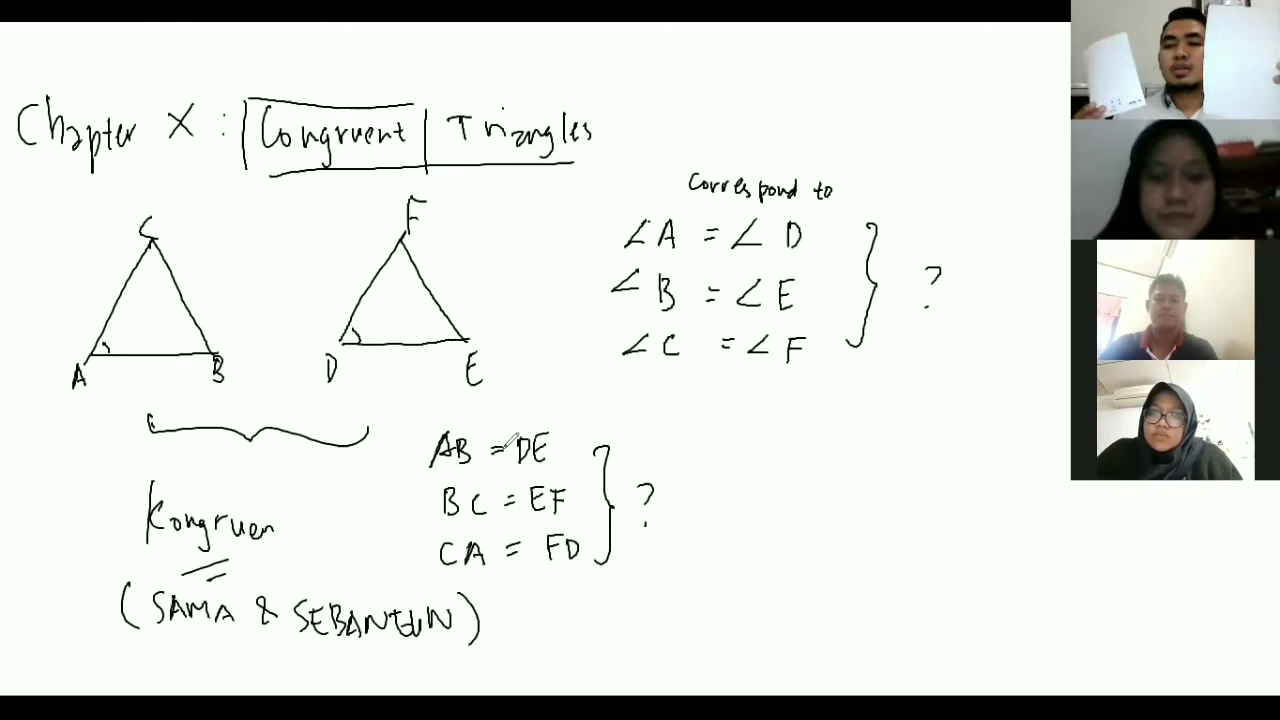 Chapter X : Congruent Triangles
C
F
A
B
D
E
correspond to
∠A = ∠D
∠B = ∠E
∠C = ∠F
?
AB = DE
BC = EF
CA = FD
?
Kongruen
(SAMA & SEBANTUN)